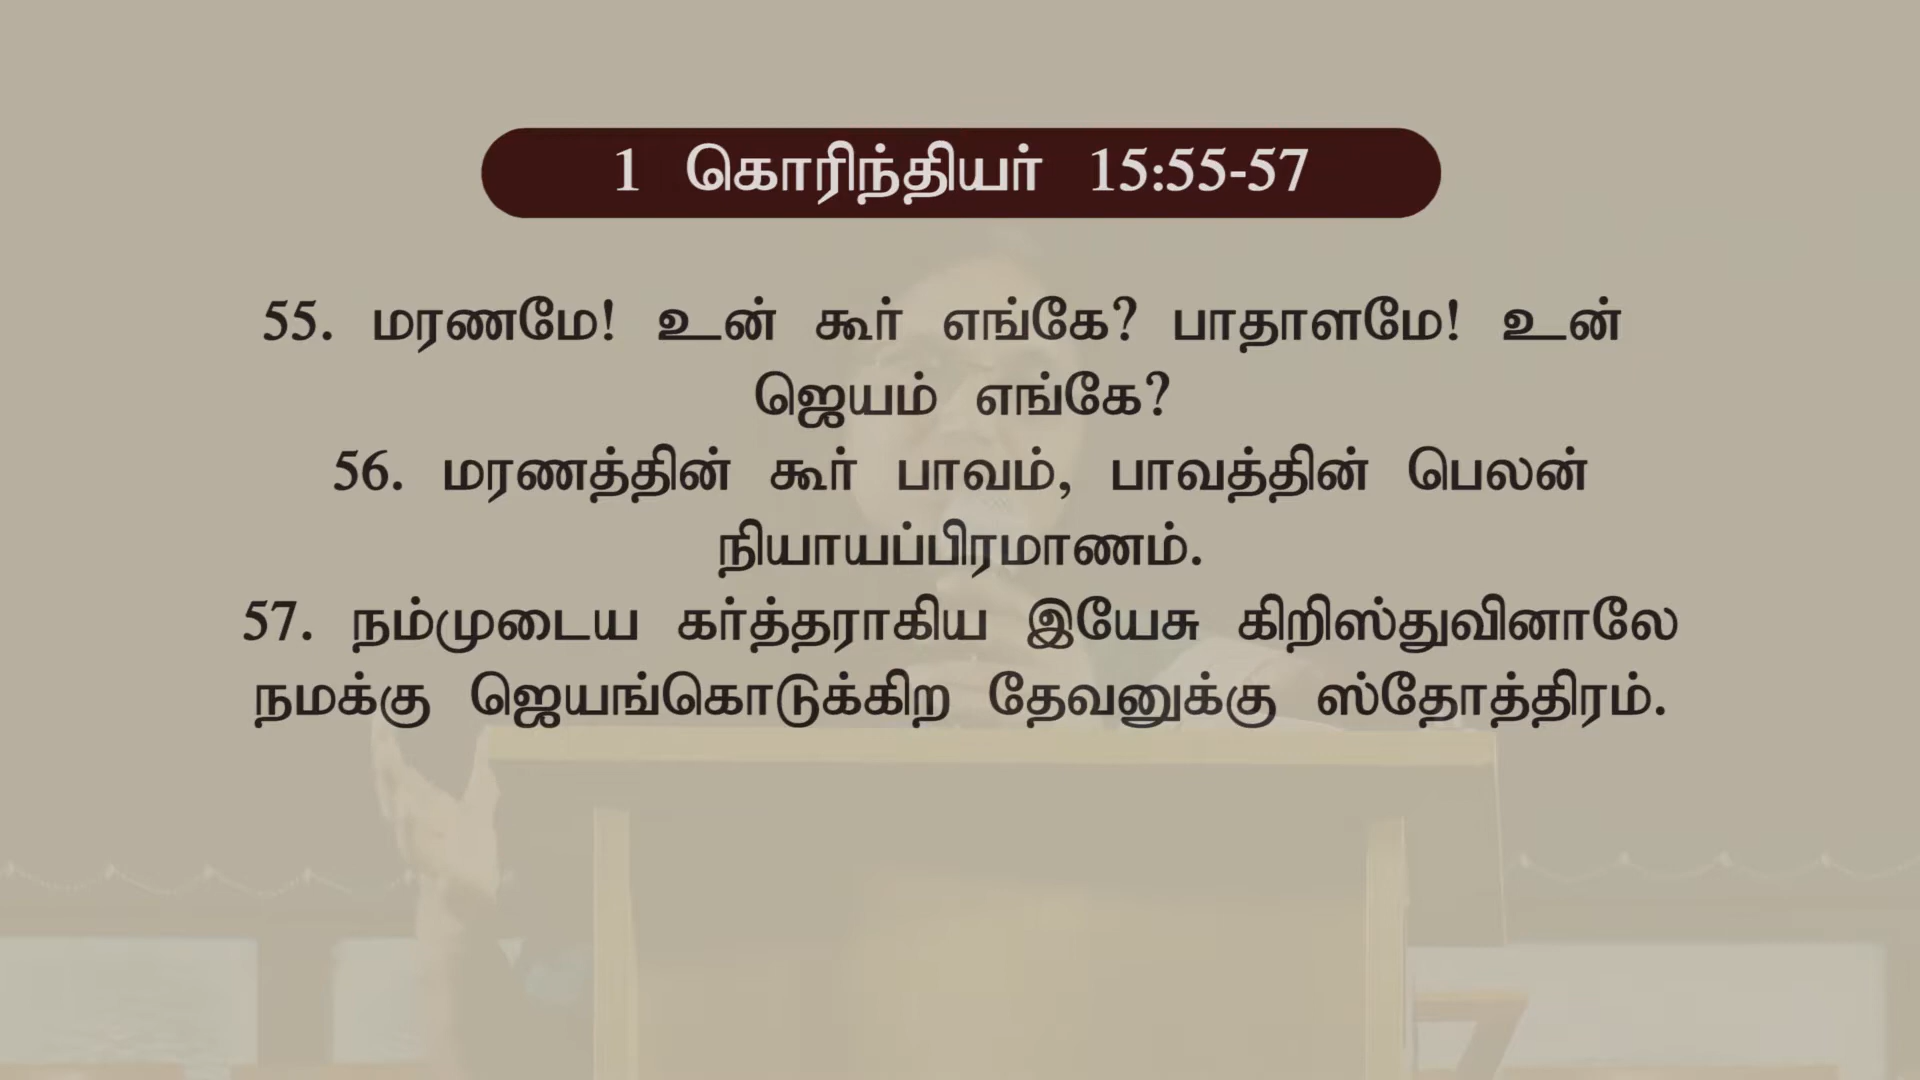 1 கொரிந்தியர் 15:55-57
55. மரணமே! உன் கூர் எங்கே? பாதாளமே! உன்
ஜெயம் எங்கே?
56. மரணத்தின் கூர் பாவம், பாவத்தின் பெலன்
நியாயப்பிரமாணம்.
57. நம்முடைய கர்த்தராகிய இயேசு கிறிஸ்துவினாலே
நமக்கு ஜெயங்கொடுக்கிற தேவனுக்கு ஸ்தோத்திரம்.